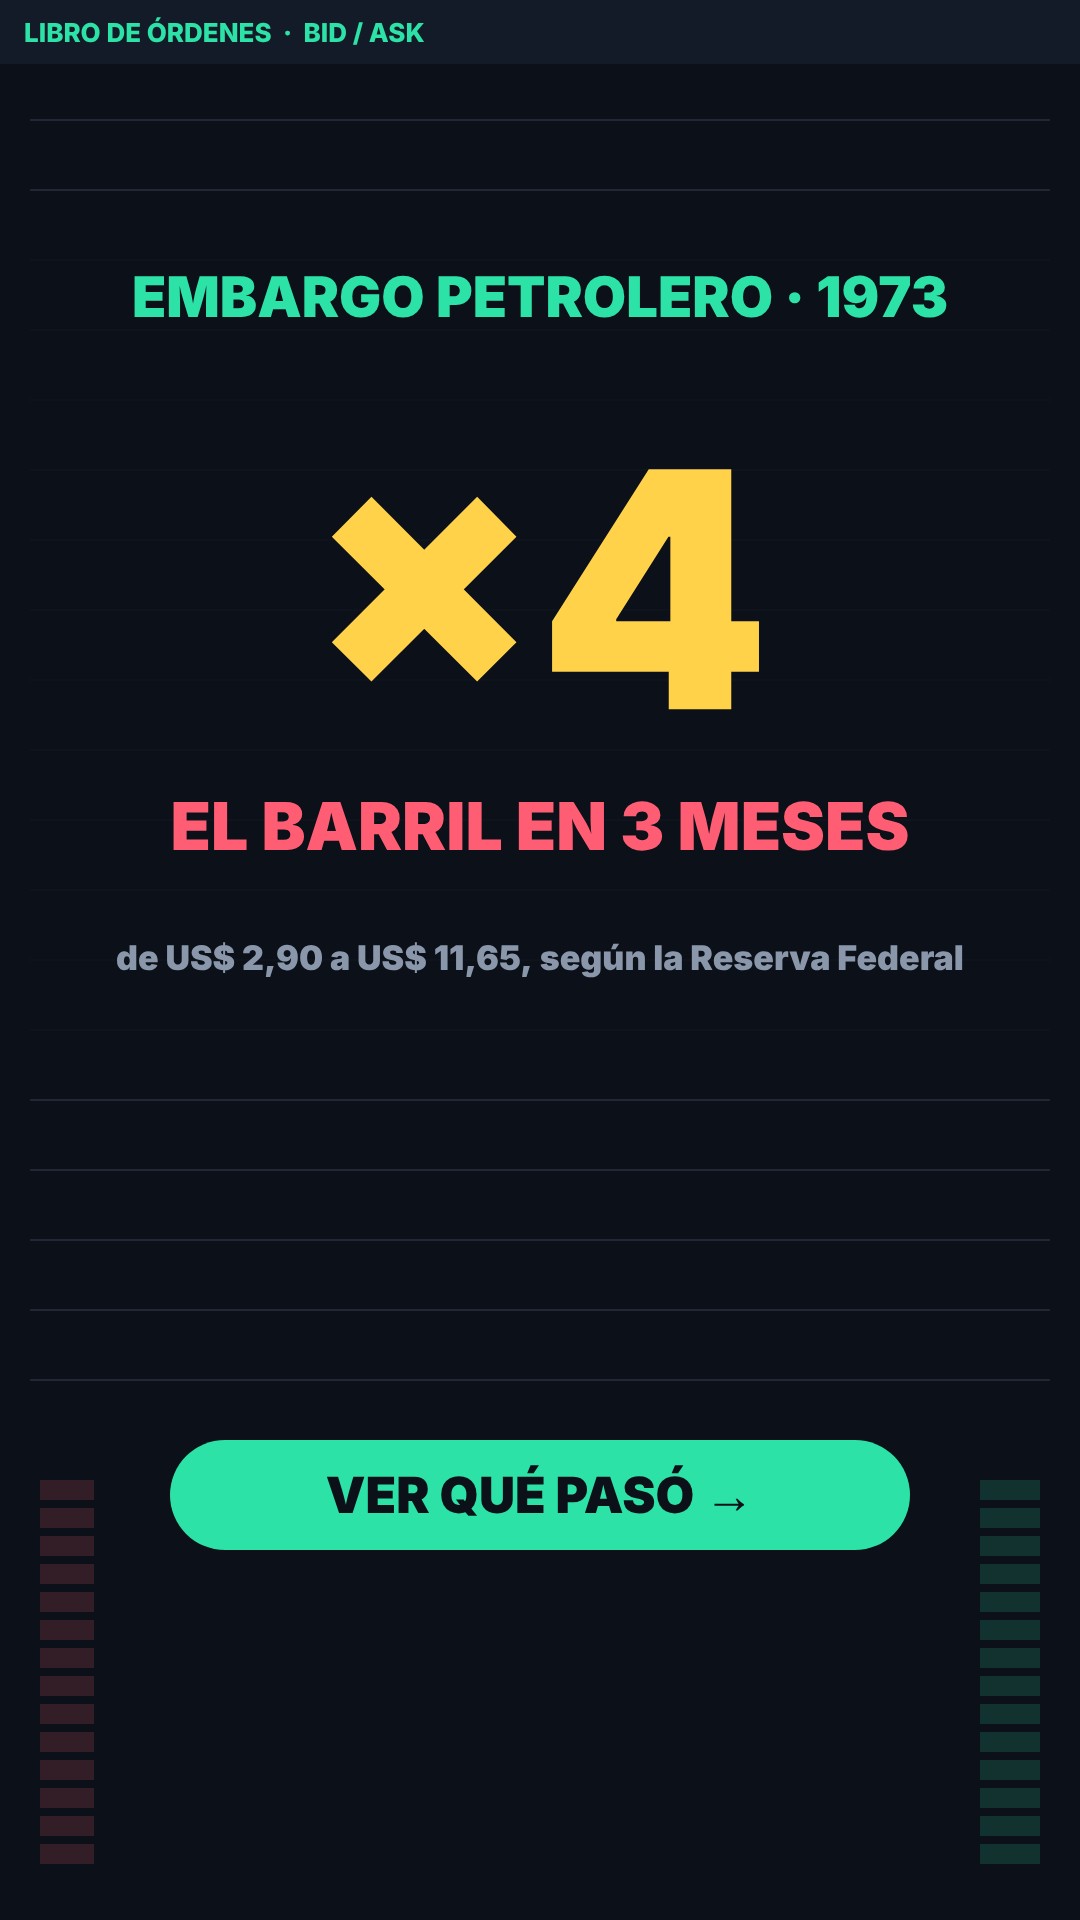 LIBRO DE ÓRDENES · BID / ASK
EMBARGO PETROLERO · 1973
×4
EL BARRIL EN 3 MESES
de US$ 2,90 a US$ 11,65, según la Reserva Federal
VER QUÉ PASÓ →